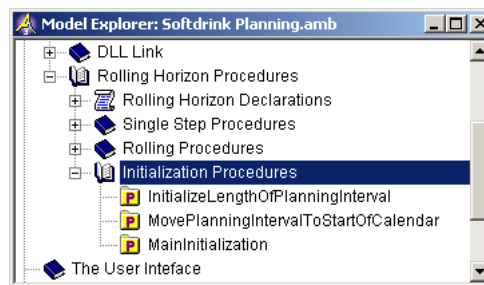 Model Explorer: Softdrink Planning.amb
DLL Link
Rolling Horizon Procedures
Rolling Horizon Declarations
Single Step Procedures
Rolling Procedures
Initialization Procedures
P InitializeLengthOfPlanningInterval
P MovePlanningIntervalToStartOfCalendar
P MainInitialization
The User Inteface